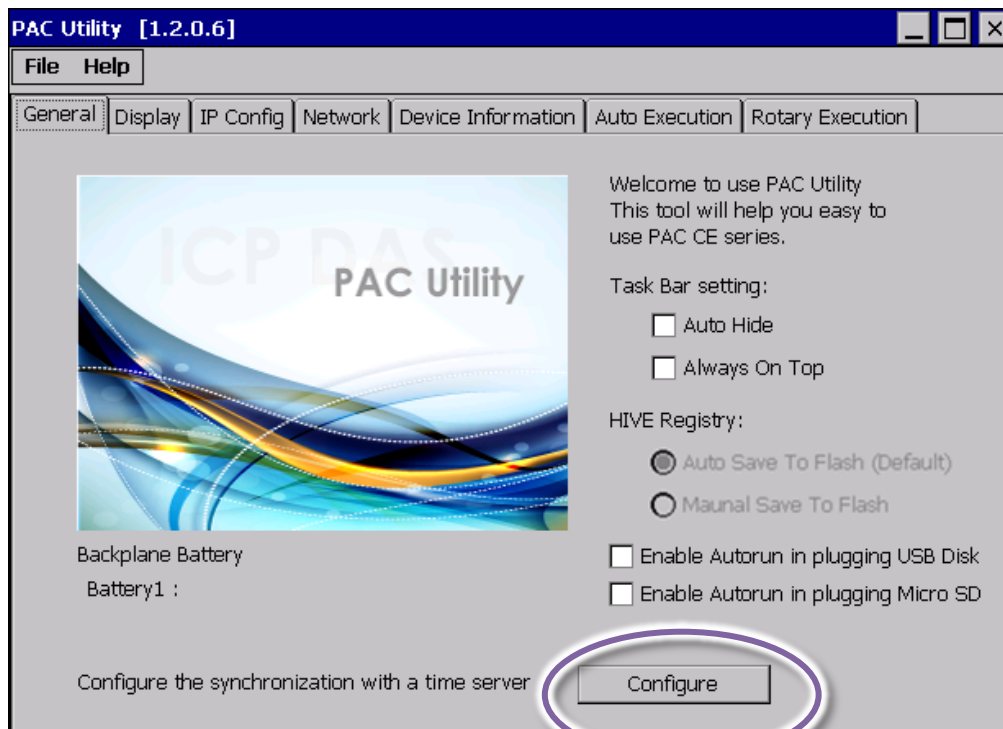 PAC Utility [1.2.0.6]
File Help
General Display IP Config Network Device Information Auto Execution Rotary Execution
ICP DAS
PAC Utility
Welcome to use PAC Utility
This tool will help you easy to
use PAC CE series.
Task Bar setting:
Auto Hide
Always On Top
HIVE Registry:
Auto Save To Flash (Default)
Maunal Save To Flash
Backplane Battery
Battery1 :
Enable Autorun in plugging USB Disk
Enable Autorun in plugging Micro SD
Configure the synchronization with a time server Configure